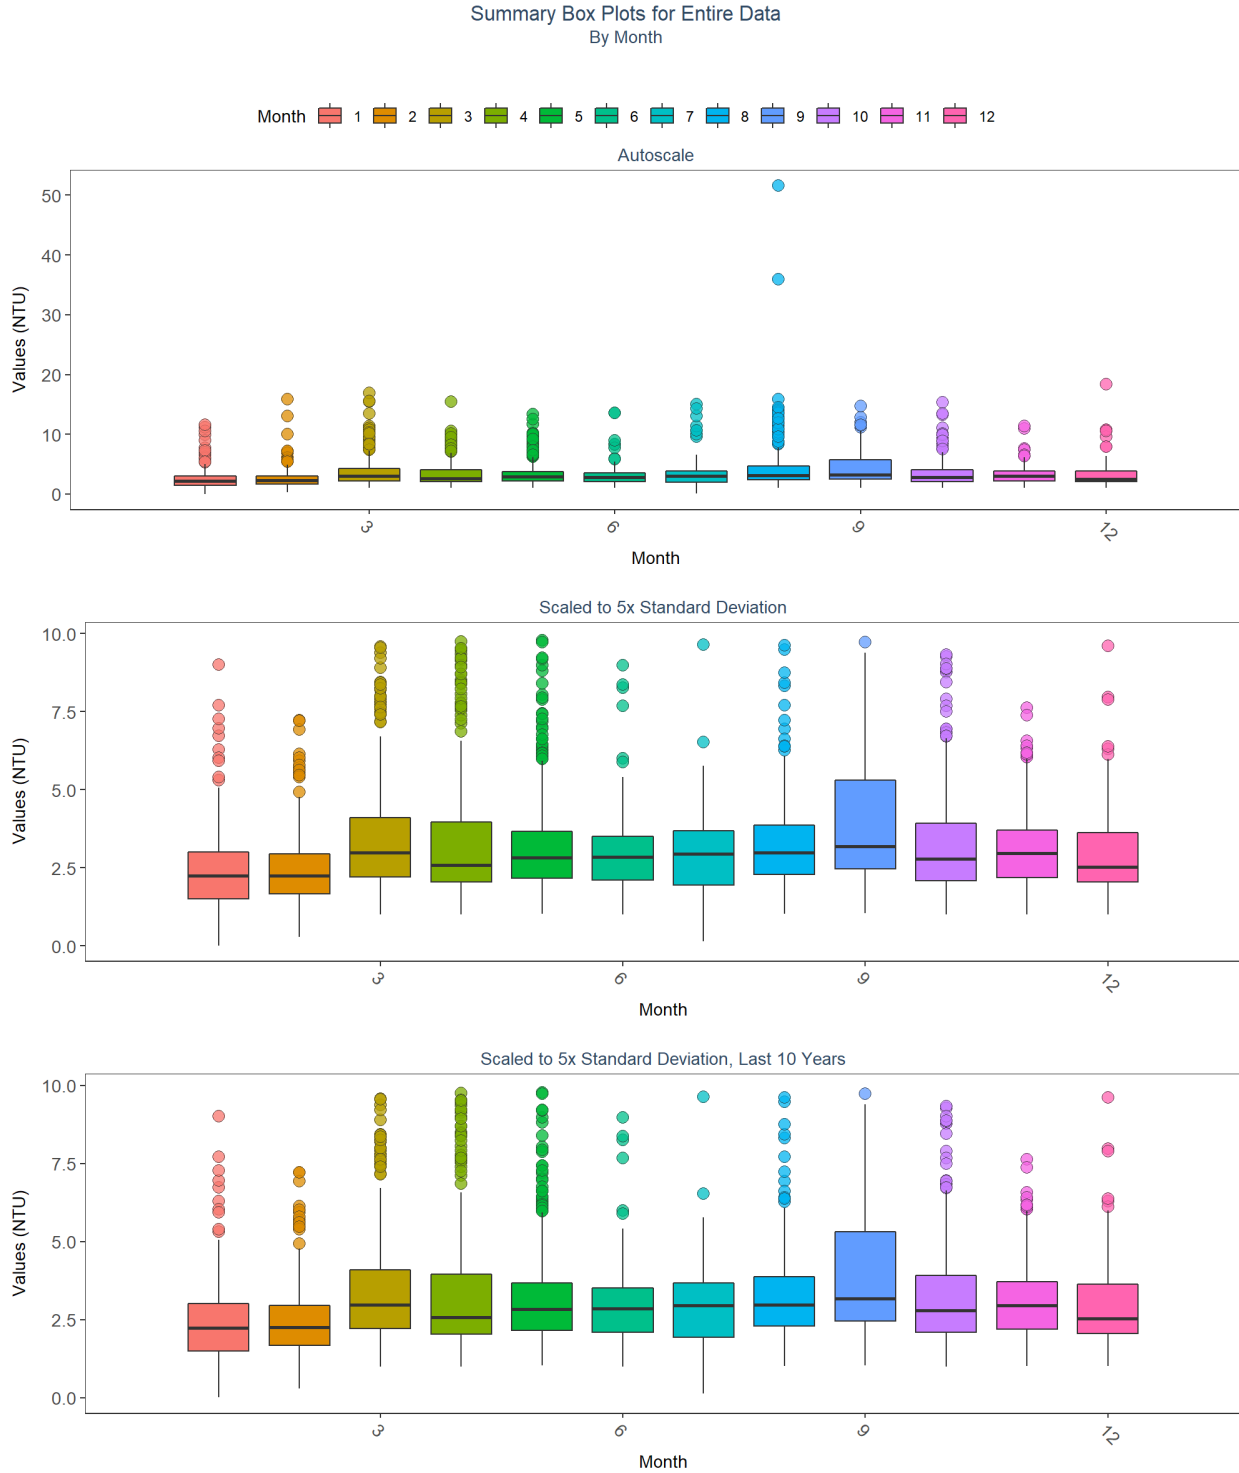 Summary Box Plots for Entire Data
By Month
Month 1 2 3 4 5 6 7 8 9 10 11 12
Autoscale
Values (NTU)
50
40
30
20
10
0
3 6 9 12
Month
Scaled to 5x Standard Deviation
Values (NTU)
10.0
7.5
5.0
2.5
0.0
3 6 9 12
Month
Scaled to 5x Standard Deviation, Last 10 Years
Values (NTU)
10.0
7.5
5.0
2.5
0.0
3 6 9 12
Month